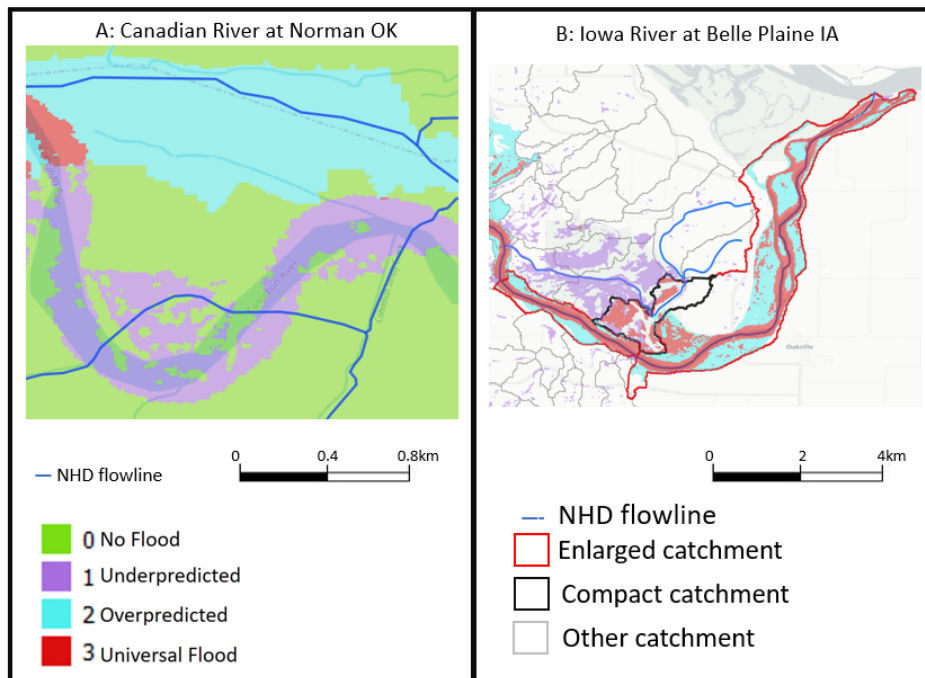 A: Canadian River at Norman OK
0 0.4 0.8km
NHD flowline
0 No Flood
1 Underpredicted
2 Overpredicted
3 Universal Flood
B: Iowa River at Belle Plaine IA
Oakville
0 2 4km
NHD flowline
Enlarged catchment
Compact catchment
Other catchment